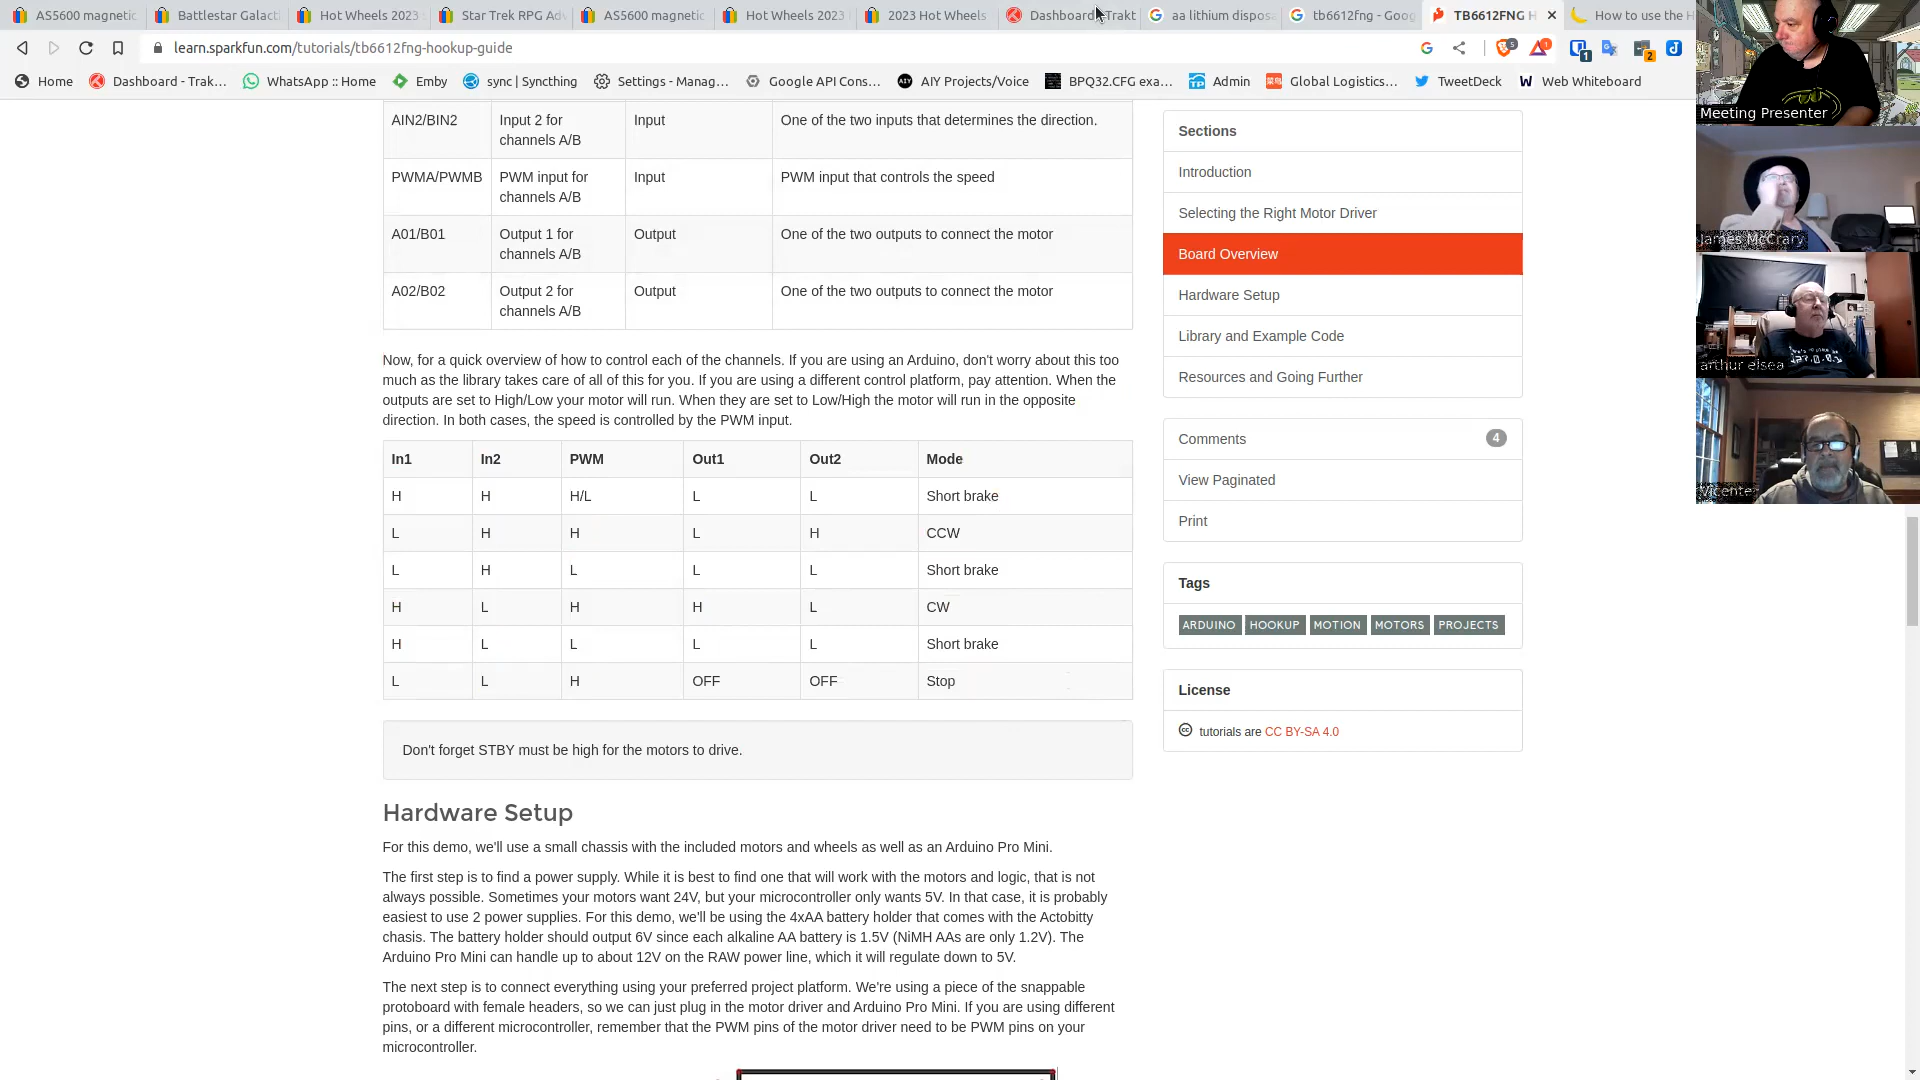 AS5600 magnetic
Battlestar Galacti
Hot Wheels 2023
Star Trek RPG Adv
AS5600 magnetic
Hot Wheels 2023
2023 Hot Wheels
Dashboard Trakt
aa lithium dispos
tb6612fng - Goog
TB6612FNG H
How to use the H
learn.sparkfun.com/tutorials/tb6612fng-hookup-guide
Home
Dashboard - Trak...
WhatsApp :: Home
Emby
sync | Syncthing
Settings - Manag...
Google API Cons...
AIY Projects/Voice
BPQ32.CFG exa...
Admin
Global Logistics...
TweetDeck
Web Whiteboard
AIN2/BIN2 Input 2 for channels A/B Input One of the two inputs that determines the direction.
PWMA/PWMB PWM input for channels A/B Input PWM input that controls the speed
A01/B01 Output 1 for channels A/B Output One of the two outputs to connect the motor
A02/B02 Output 2 for channels A/B Output One of the two outputs to connect the motor
Now, for a quick overview of how to control each of the channels. If you are using an Arduino, don't worry about this too
much as the library takes care of all of this for you. If you are using a different control platform, pay attention. When the
outputs are set to High/Low your motor will run. When they are set to Low/High the motor will run in the opposite
direction. In both cases, the speed is controlled by the PWM input.
In1 In2 PWM Out1 Out2 Mode
H H H/L L L Short brake
L H H L H CCW
L H L L L Short brake
H L H H L CW
H L L L L Short brake
L L H OFF OFF Stop
Don't forget STBY must be high for the motors to drive.
Hardware Setup
For this demo, we'll use a small chassis with the included motors and wheels as well as an Arduino Pro Mini.
The first step is to find a power supply. While it is best to find one that will work with the motors and logic, that is not
always possible. Sometimes your motors want 24V, but your microcontroller only wants 5V. In that case, it is probably
easiest to use 2 power supplies. For this demo, we'll be using the 4xAA battery holder that comes with the Actobitty
chasis. The battery holder should output 6V since each alkaline AA battery is 1.5V (NiMH AAs are only 1.2V). The
Arduino Pro Mini can handle up to about 12V on the RAW power line, which it will regulate down to 5V.
The next step is to connect everything using your preferred project platform. We're using a piece of the snappable
protoboard with female headers, so we can just plug in the motor driver and Arduino Pro Mini. If you are using different
pins, or a different microcontroller, remember that the PWM pins of the motor driver need to be PWM pins on your
microcontroller.
Sections
Introduction
Selecting the Right Motor Driver
Board Overview
Hardware Setup
Library and Example Code
Resources and Going Further
Comments 4
View Paginated
Print
Tags
ARDUINO HOOKUP MOTION MOTORS PROJECTS
License
tutorials are CC BY-SA 4.0
Meeting Presenter
James McCrary
arthur elsea
Vicente